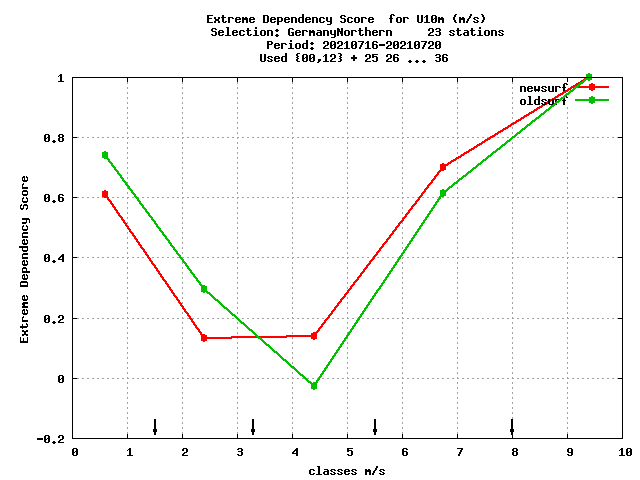 Extreme Dependency Score  for U10m (m/s)
Selection: GermanyNorthern     23 stations
Period: 20210716-20210720
Used {00,12} + 25 26 ... 36
newsurf
oldsurf
1
0.8
0.6
0.4
0.2
0
-0.2
Extreme Dependency Score
0 1 2 3 4 5 6 7 8 9 10
classes m/s